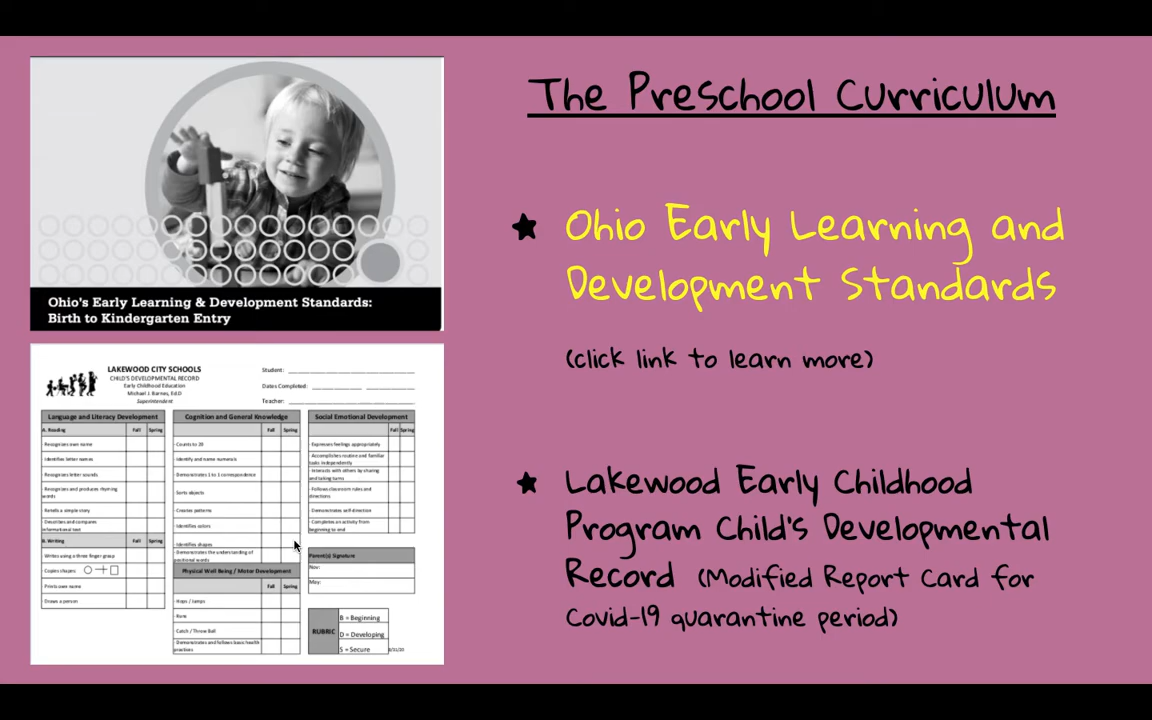 The Preschool Curriculum
Ohio Early Learning and
Development Standards
(click link to learn more)
Lakewood Early Childhood
Program Child's Developmental
Record (Modified Report Card for
Covid-19 quarantine period)
Ohio's Early Learning & Development Standards:
Birth to Kindergarten Entry
LAKEWOOD CITY SCHOOLS
CHILD'S DEVELOPMENTAL RECORD
Early Childhood Education
Michael J. Barnes, Ed.D
Superintendent
Student:
Dates Completed:
Teacher:
Language and Literacy Development
Fall Spring
A. Reading
Recognizes own name
Identifies letter names
Recognizes letter sounds
Recognizes and produces rhyming
words
Retells a simple story
Describes and compares
informational text
B. Writing Fall Spring
Writes using a three finger grasp
Copies shapes
Prints own name
Draws a person
Cognition and General Knowledge
Fall Spring
Counts to 20
Identify and name numerals
Demonstrates 1 to 1 correspondence
Sorts objects
Creates patterns
Identifies colors
Identifies shapes
Demonstrates the understanding of
positional words
Physical Well Being / Motor Development
Fall Spring
Hops / Jumps
Runs
Catch / Throw Ball
Demonstrates and follows basic health
practices
Social Emotional Development
Fall Spring
Expresses feelings appropriately
Accomplishes routine and familiar
tasks independently
Interacts with others by sharing
and taking turns
Follows classroom rules and
directions
Demonstrates self-direction
Completes an activity from
beginning to end
Parent(s) Signature
Nov:
May:
RUBRIC
B = Beginning
D = Developing
S = Secure